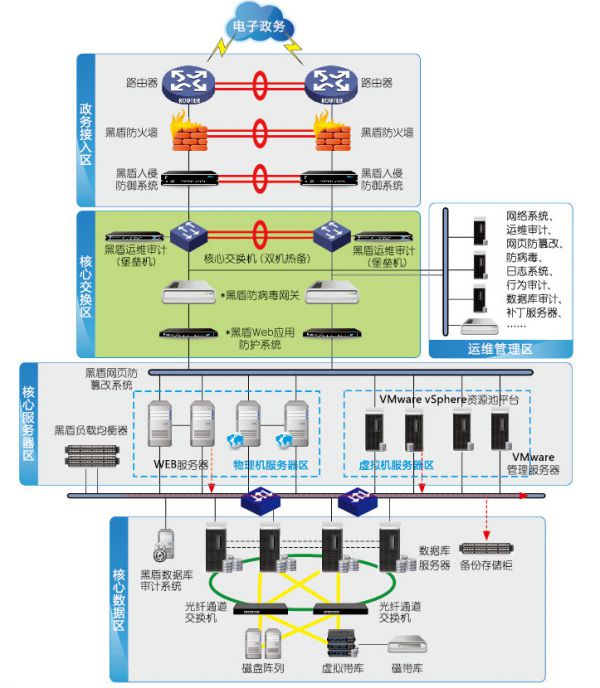 电子政务
政务接入区
路由器
ROUTER
路由器
ROUTER
黑盾防火墙
黑盾防火墙
黑盾入侵
防御系统
黑盾入侵
防御系统
核心交换区
黑盾运维审计
(堡垒机)
核心交换机(双机热备)
黑盾运维审计
(堡垒机)
*黑盾防病毒网关
*黑盾Web应用
防护系统
网络系统、
运维审计、
网页防篡改、
防病毒、
日志系统、
行为审计、
数据库审计、
补丁服务器、
……
运维管理区
核心服务器区
黑盾网页防
篡改系统
黑盾负载均衡器
WEB服务器
物理机服务器区
VMware vSphere资源池平台
虚拟机服务器区
VMware
管理服务器
核心数据区
黑盾数据库
审计系统
数据库
服务器
备份存储柜
光纤通道
交换机
光纤通道
交换机
磁盘阵列
虚拟带库
磁带库